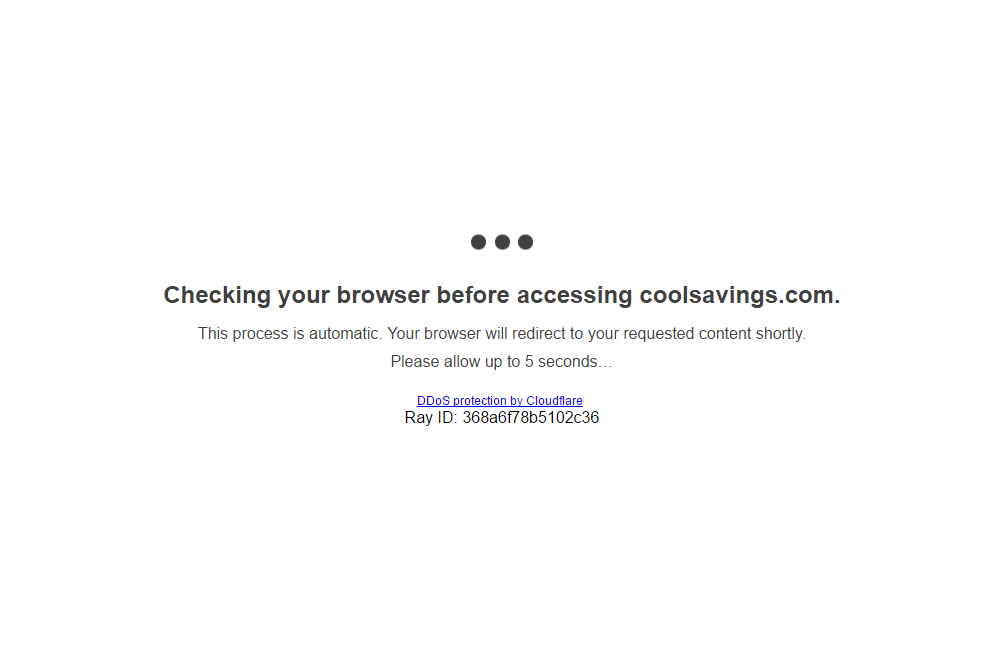 Checking your browser before accessing coolsavings.com.
This process is automatic. Your browser will redirect to your requested content shortly.
Please allow up to 5 seconds…
DDoS protection by Cloudflare
Ray ID: 368a6f78b5102c36